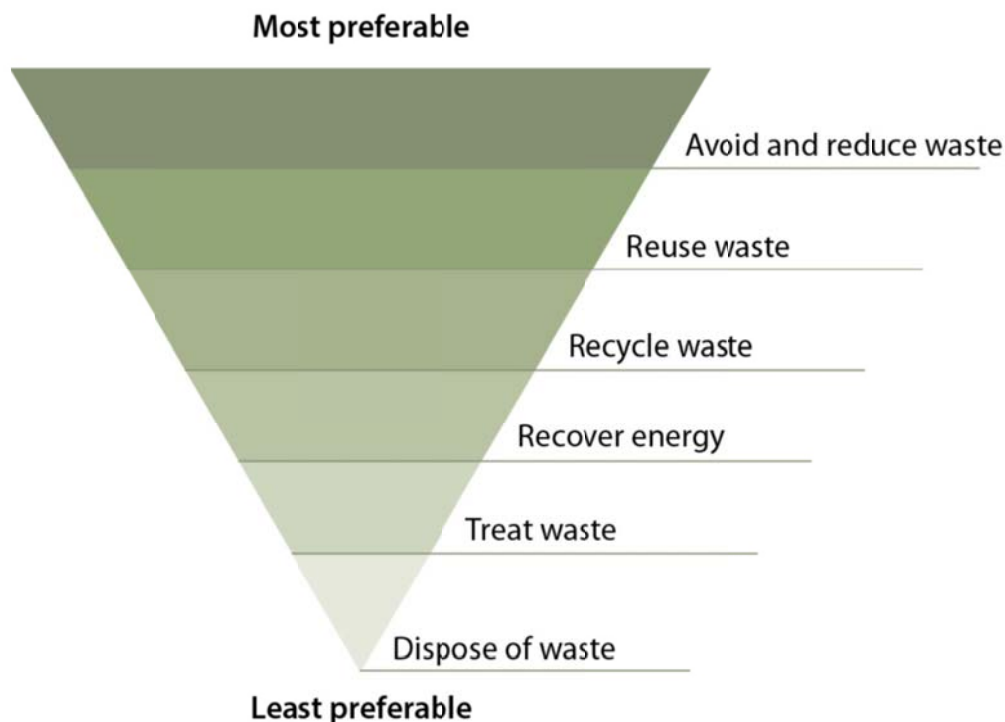 Most preferable
Avoid and reduce waste
Reuse waste
Recycle waste
Recover energy
Treat waste
Dispose of waste
Least preferable